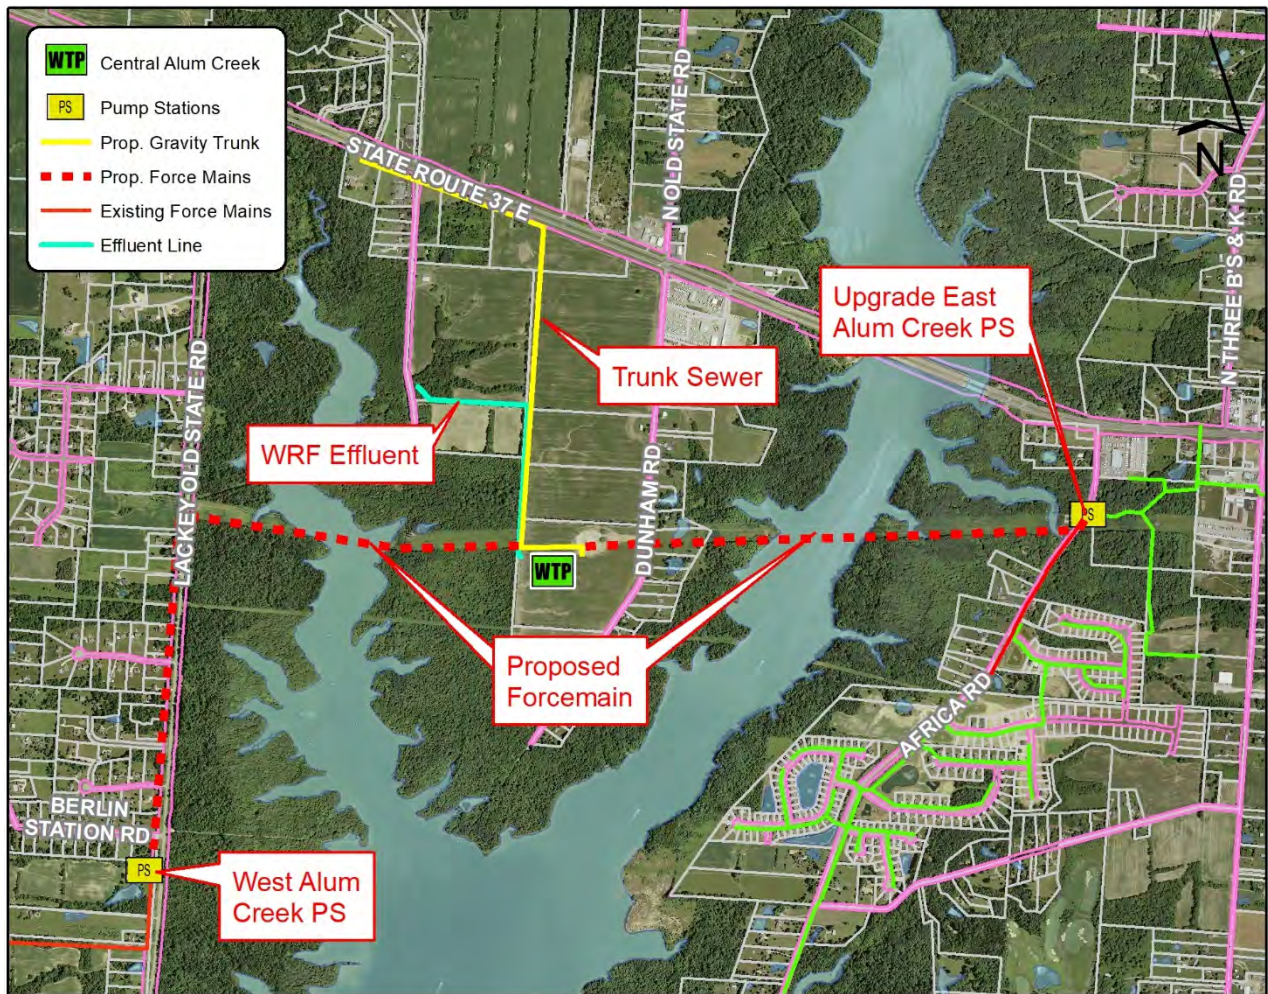 WTP Central Alum Creek
PS Pump Stations
Prop. Gravity Trunk
Prop. Force Mains
Existing Force Mains
Effluent Line
STATE ROUTE 37 E
N OLD STATE RD
N
N THREE B'S & K RD
Upgrade East
Alum Creek PS
Trunk Sewer
WRF Effluent
LACKEY OLD STATE RD
DUNHAM RD
PS
WTP
Proposed
Forcemain
AFRICA RD
BERLIN
STATION RD
PS
West Alum
Creek PS